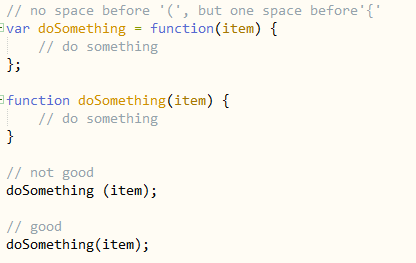 // no space before '(', but one space before'{'
var doSomething = function(item) {
    // do something
};
function doSomething(item) {
    // do something
}
// not good
doSomething (item);
// good
doSomething(item);